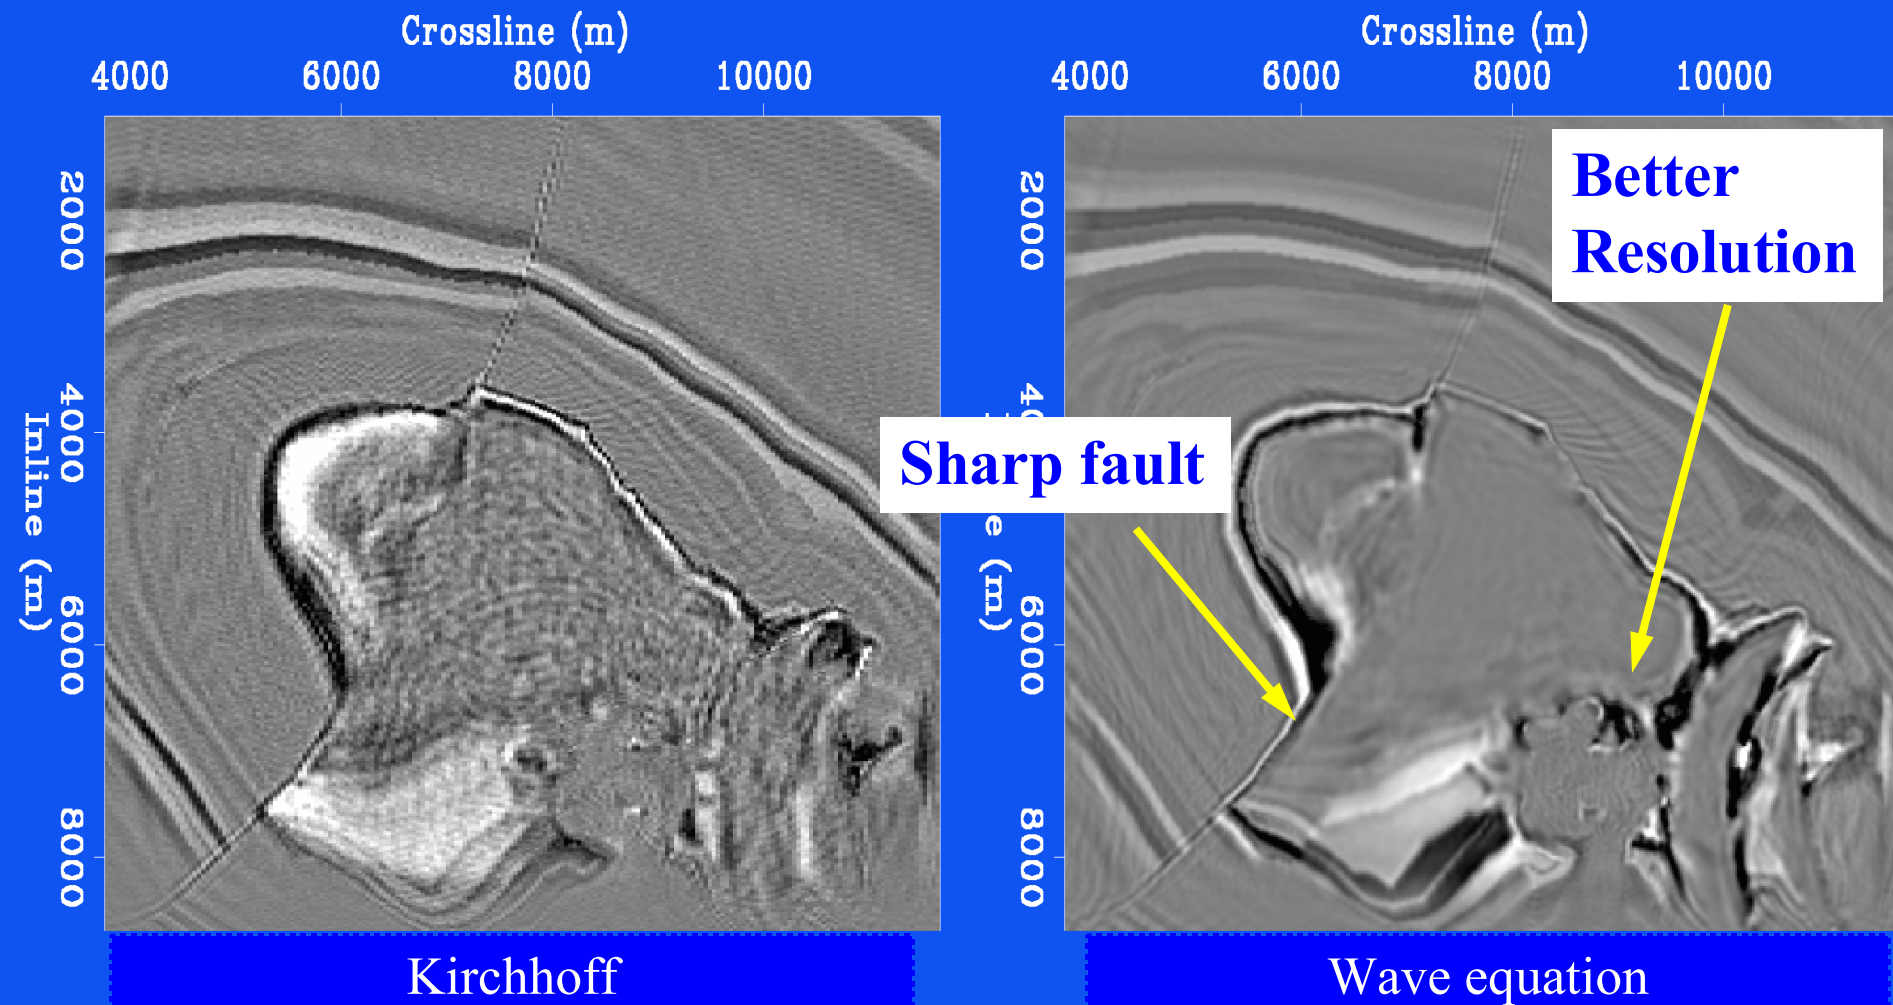 Crossline (m)
4000 6000 8000 10000
2000
4000
6000
8000
Inline (m)
Kirchhoff
Crossline (m)
4000 6000 8000 10000
2000
40
6000
8000
e (m)
Better
Resolution
Sharp fault
Wave equation